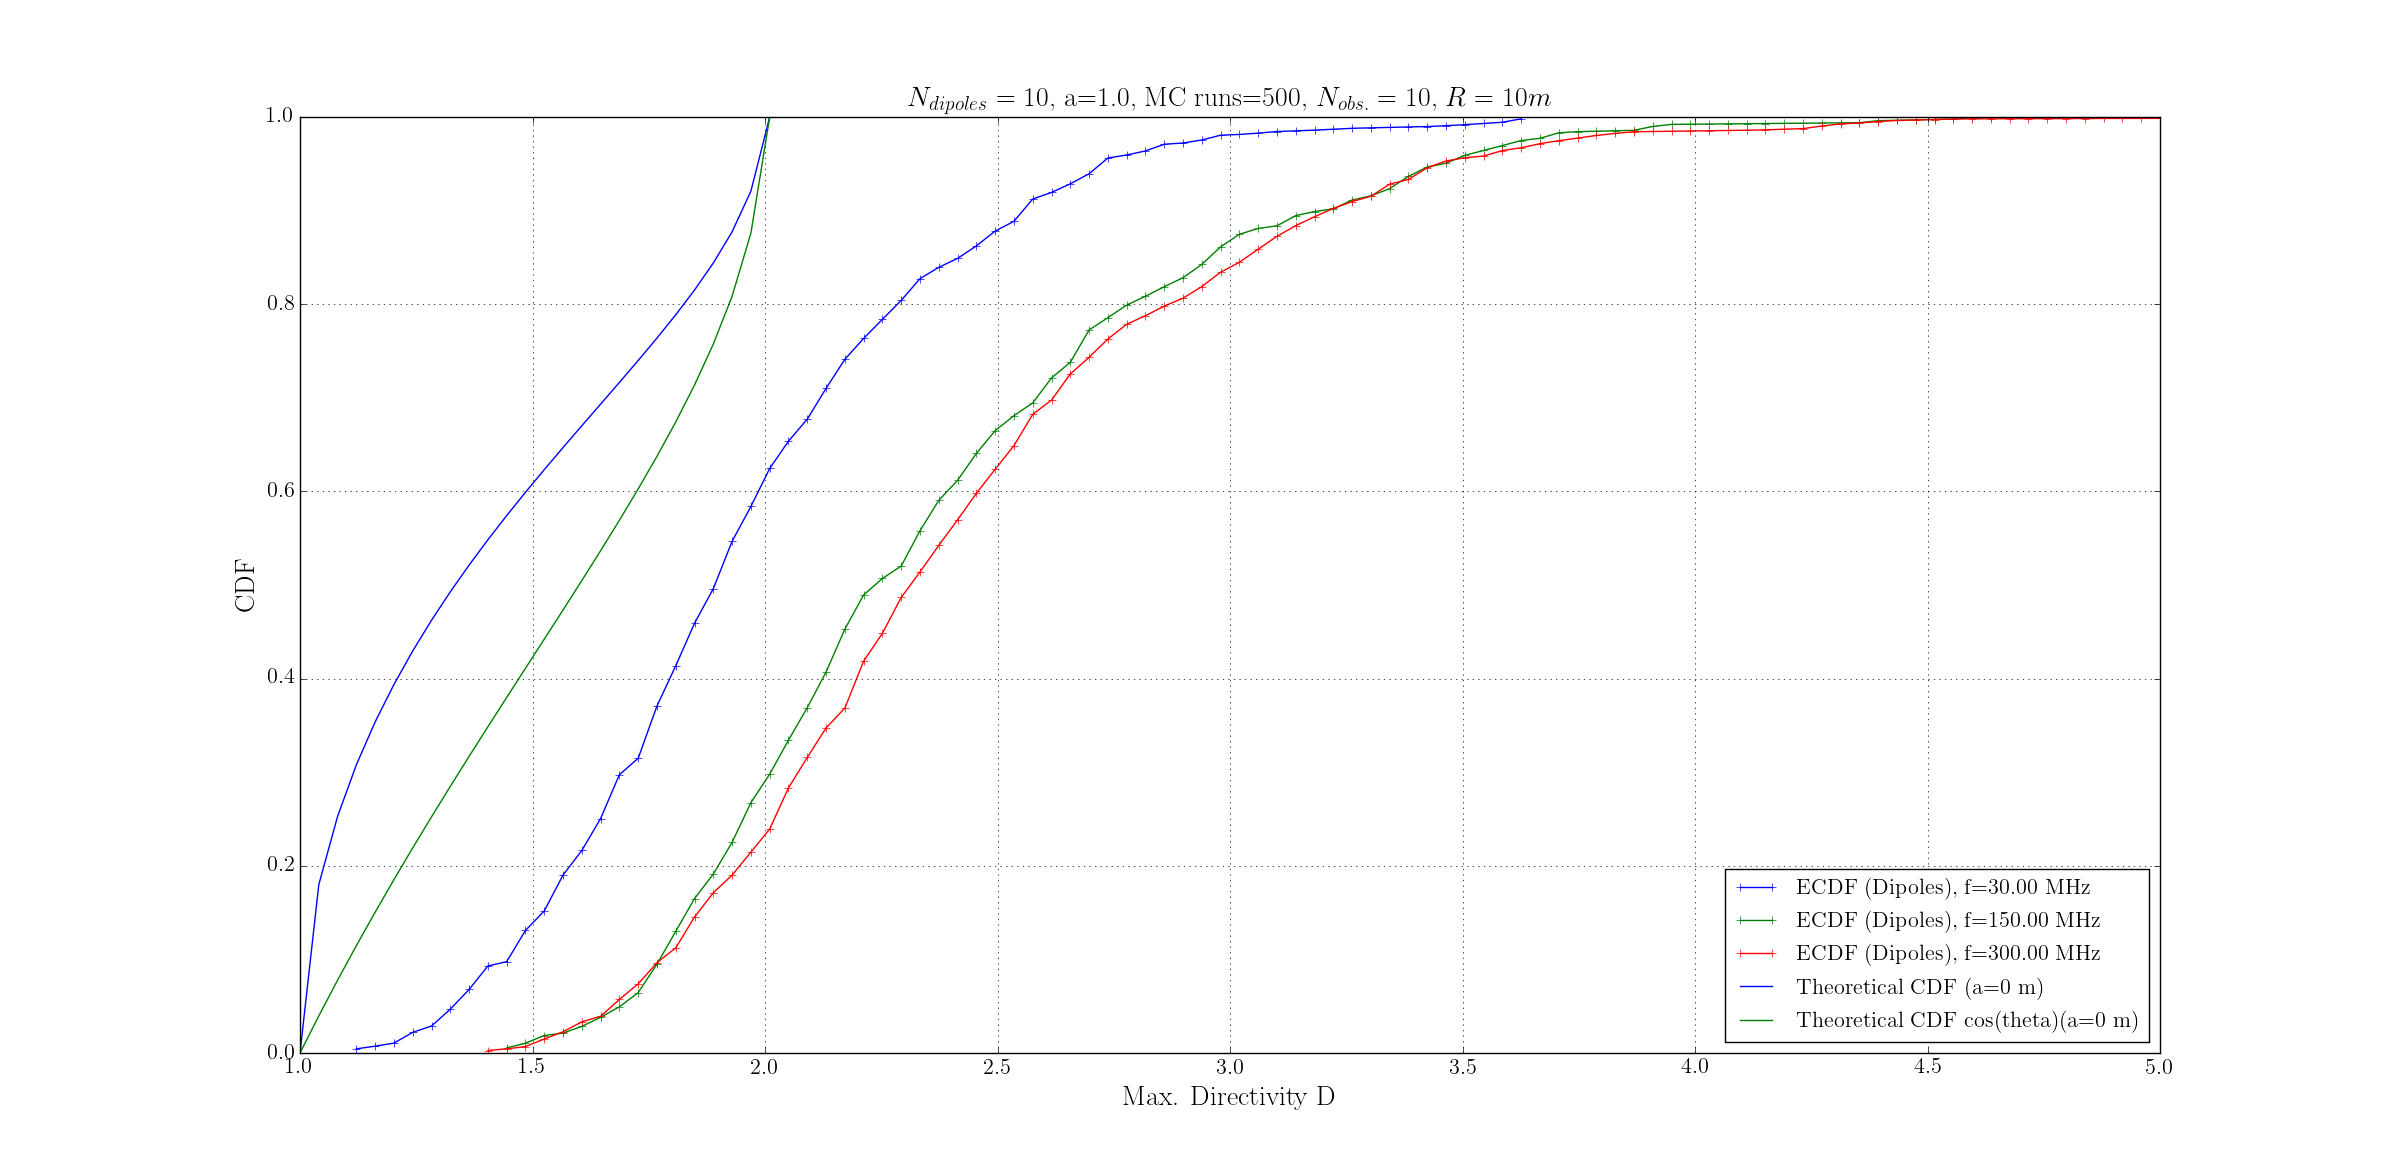 N_dipoles = 10, a=1.0, MC runs=500, N_obs. = 10, R = 10m
1.0
0.8
0.6
0.4
0.2
0.0
CDF
1.0 1.5 2.0 2.5 3.0 3.5 4.0 4.5 5.0
Max. Directivity D
ECDF (Dipoles), f=30.00 MHz
ECDF (Dipoles), f=150.00 MHz
ECDF (Dipoles), f=300.00 MHz
Theoretical CDF (a=0 m)
Theoretical CDF cos(theta)(a=0 m)